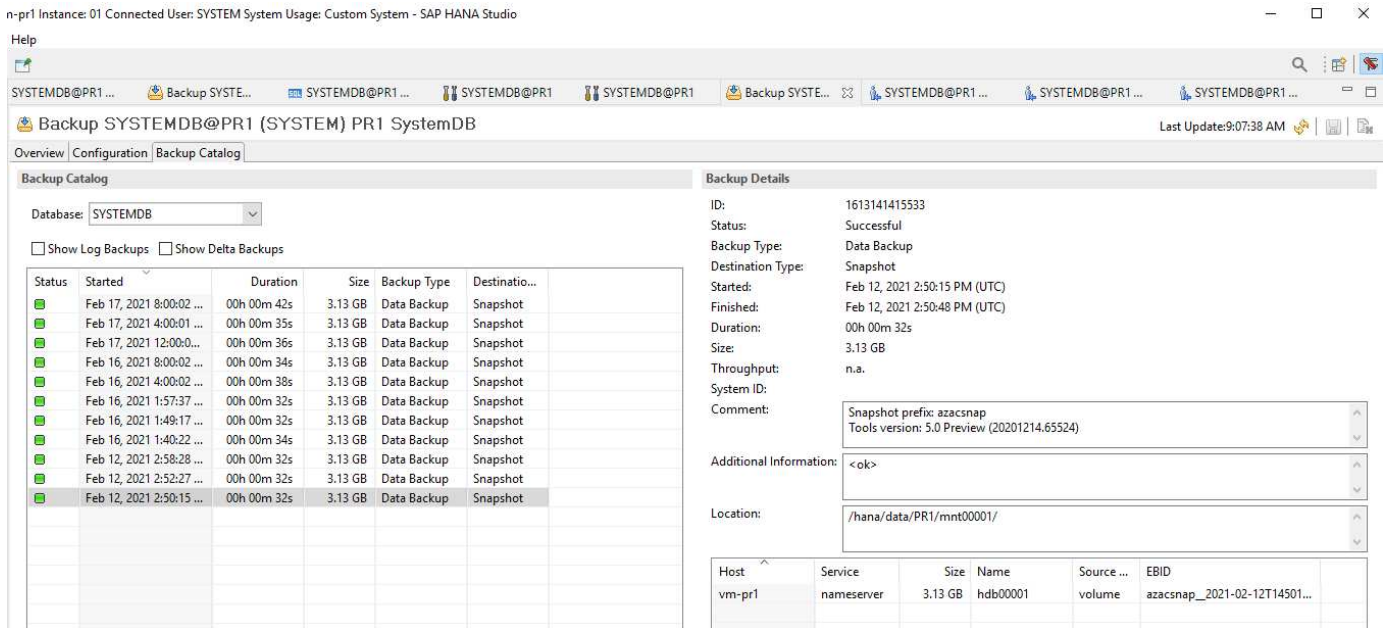 n-pr1 Instance: 01 Connected User: SYSTEM System Usage: Custom System - SAP HANA Studio
Help
SYSTEMDB@PR1 ... Backup SYSTE... SQL SYSTEMDB@PR1 ... SYSTEMDB@PR1 SYSTEMDB@PR1 Backup SYSTE... SYSTEMDB@PR1 ... SYSTEMDB@PR1 ... SYSTEMDB@PR1 ...
Backup SYSTEMDB@PR1 (SYSTEM) PR1 SystemDB Last Update:9:07:38 AM
Overview Configuration Backup Catalog
Backup Catalog
Database: SYSTEMDB
Show Log Backups Show Delta Backups
Status Started Duration Size Backup Type Destinatio...
Feb 17, 2021 8:00:02 ... 00h 00m 42s 3.13 GB Data Backup Snapshot
Feb 17, 2021 4:00:01 ... 00h 00m 35s 3.13 GB Data Backup Snapshot
Feb 17, 2021 12:00:0... 00h 00m 36s 3.13 GB Data Backup Snapshot
Feb 16, 2021 8:00:02 ... 00h 00m 34s 3.13 GB Data Backup Snapshot
Feb 16, 2021 4:00:02 ... 00h 00m 38s 3.13 GB Data Backup Snapshot
Feb 16, 2021 1:57:37 ... 00h 00m 32s 3.13 GB Data Backup Snapshot
Feb 16, 2021 1:49:17 ... 00h 00m 32s 3.13 GB Data Backup Snapshot
Feb 16, 2021 1:40:22 ... 00h 00m 34s 3.13 GB Data Backup Snapshot
Feb 12, 2021 2:58:28 ... 00h 00m 32s 3.13 GB Data Backup Snapshot
Feb 12, 2021 2:52:27 ... 00h 00m 32s 3.13 GB Data Backup Snapshot
Feb 12, 2021 2:50:15 ... 00h 00m 32s 3.13 GB Data Backup Snapshot
Backup Details
ID: 1613141415533
Status: Successful
Backup Type: Data Backup
Destination Type: Snapshot
Started: Feb 12, 2021 2:50:15 PM (UTC)
Finished: Feb 12, 2021 2:50:48 PM (UTC)
Duration: 00h 00m 32s
Size: 3.13 GB
Throughput: n.a.
System ID:
Comment: Snapshot prefix: azacsnap
Tools version: 5.0 Preview (20201214.65524)
Additional Information: <ok>
Location: /hana/data/PR1/mnt00001/
Host Service Size Name Source ... EBID
vm-pr1 nameserver 3.13 GB hdb00001 volume azacsnap__2021-02-12T14501...